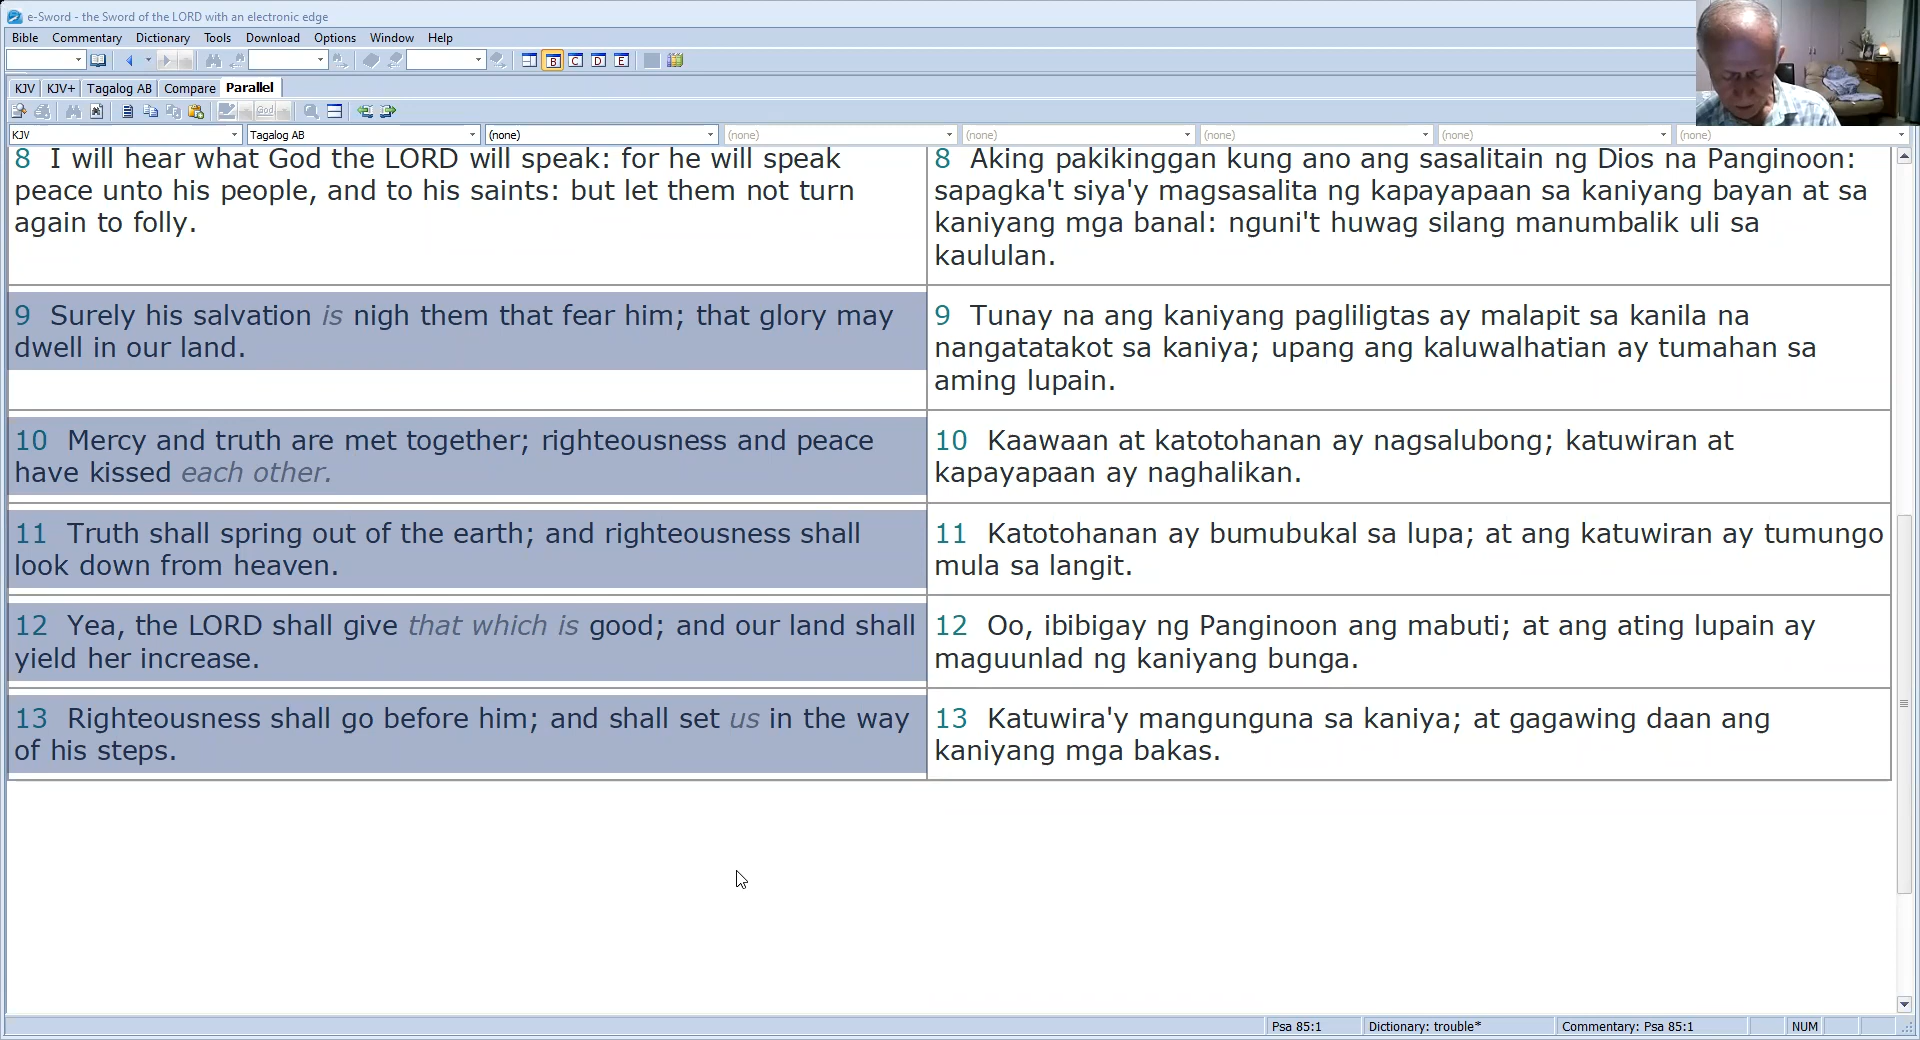 e-Sword - the Sword of the LORD with an electronic edge
Bible Commentary Dictionary Tools Download Options Window Help
B C D E
KJV KJV+ Tagalog AB Compare Parallel
God
KJV Tagalog AB (none) (none) (none) (none) (none) (none)
8 I will hear what God the LORD will speak: for he will speak
peace unto his people, and to his saints: but let them not turn
again to folly.
8 Aking pakikinggan kung ano ang sasalitain ng Dios na Panginoon:
sapagka't siya'y magsasalita ng kapayapaan sa kaniyang bayan at sa
kaniyang mga banal: nguni't huwag silang manumbalik uli sa
kaululan.
9 Surely his salvation is nigh them that fear him; that glory may
dwell in our land.
9 Tunay na ang kaniyang pagliligtas ay malapit sa kanila na
nangatatakot sa kaniya; upang ang kaluwalhatian ay tumahan sa
aming lupain.
10 Mercy and truth are met together; righteousness and peace
have kissed each other.
10 Kaawaan at katotohanan ay nagsalubong; katuwiran at
kapayapaan ay naghalikan.
11 Truth shall spring out of the earth; and righteousness shall
look down from heaven.
11 Katotohanan ay bumubukal sa lupa; at ang katuwiran ay tumungo
mula sa langit.
12 Yea, the LORD shall give that which is good; and our land shall
yield her increase.
12 Oo, ibibigay ng Panginoon ang mabuti; at ang ating lupain ay
maguunlad ng kaniyang bunga.
13 Righteousness shall go before him; and shall set us in the way
of his steps.
13 Katuwira'y mangunguna sa kaniya; at gagawing daan ang
kaniyang mga bakas.
Psa 85:1 Dictionary: trouble* Commentary: Psa 85:1 NUM